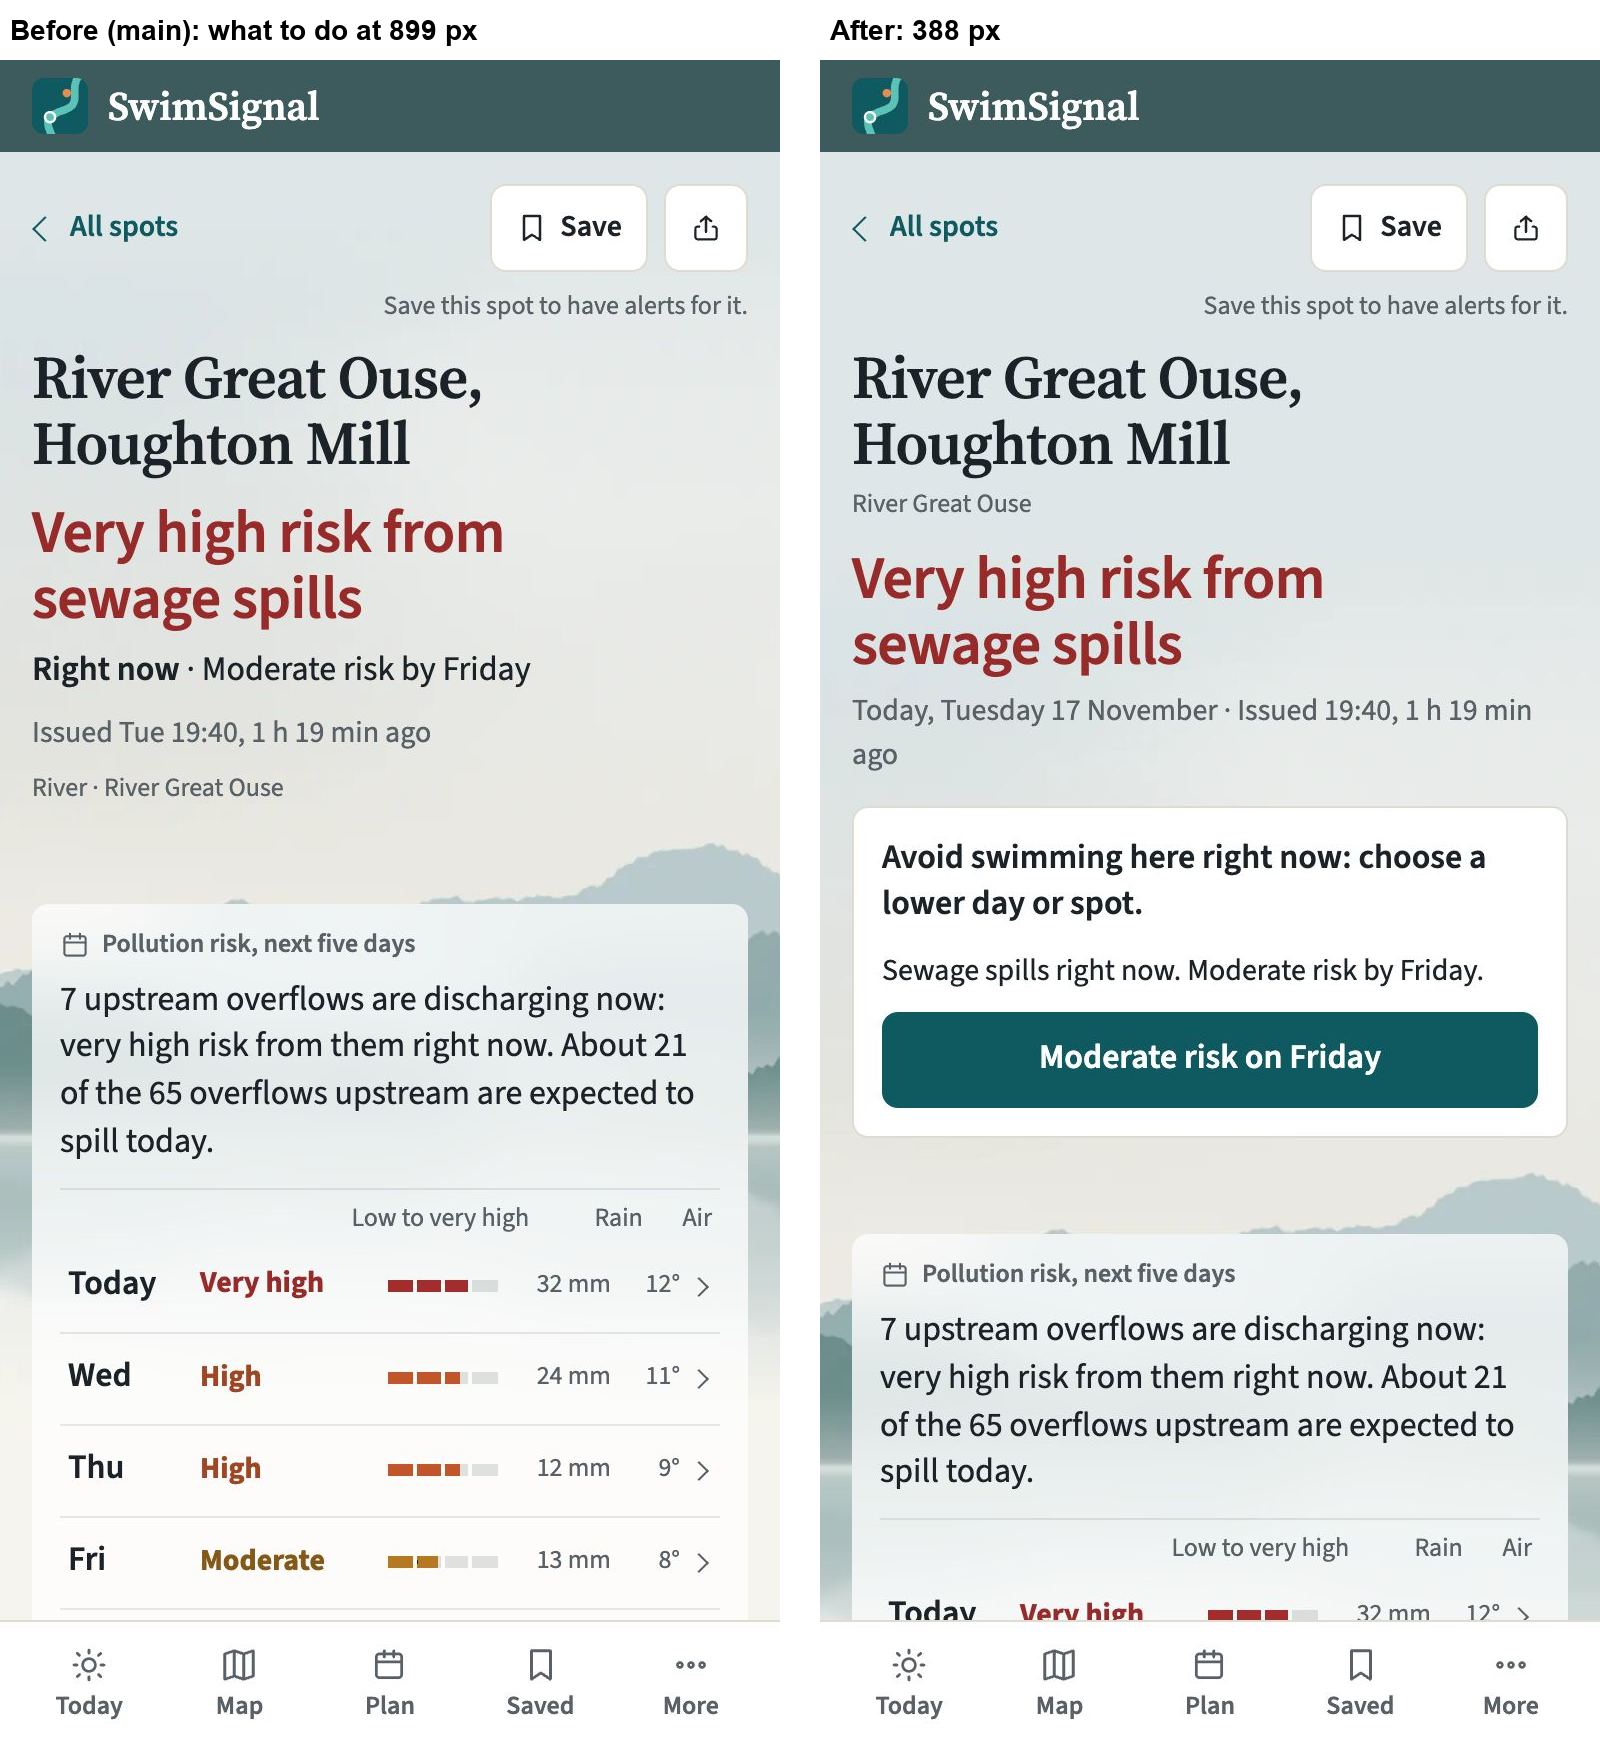 Before (main): what to do at 899 px
SwimSignal
All spots
Save
Save this spot to have alerts for it.
River Great Ouse,
Houghton Mill
Very high risk from
sewage spills
Right now · Moderate risk by Friday
Issued Tue 19:40, 1 h 19 min ago
River · River Great Ouse
Pollution risk, next five days
7 upstream overflows are discharging now:
very high risk from them right now. About 21
of the 65 overflows upstream are expected to
spill today.
Low to very high Rain Air
Today Very high 32 mm 12°
Wed High 24 mm 11°
Thu High 12 mm 9°
Fri Moderate 13 mm 8°
Today Map Plan Saved More
After: 388 px
SwimSignal
All spots
Save
Save this spot to have alerts for it.
River Great Ouse,
Houghton Mill
River Great Ouse
Very high risk from
sewage spills
Today, Tuesday 17 November · Issued 19:40, 1 h 19 min
ago
Avoid swimming here right now: choose a
lower day or spot.
Sewage spills right now. Moderate risk by Friday.
Moderate risk on Friday
Pollution risk, next five days
7 upstream overflows are discharging now:
very high risk from them right now. About 21
of the 65 overflows upstream are expected to
spill today.
Low to very high Rain Air
Today Very high 32 mm 12°
Today Map Plan Saved More